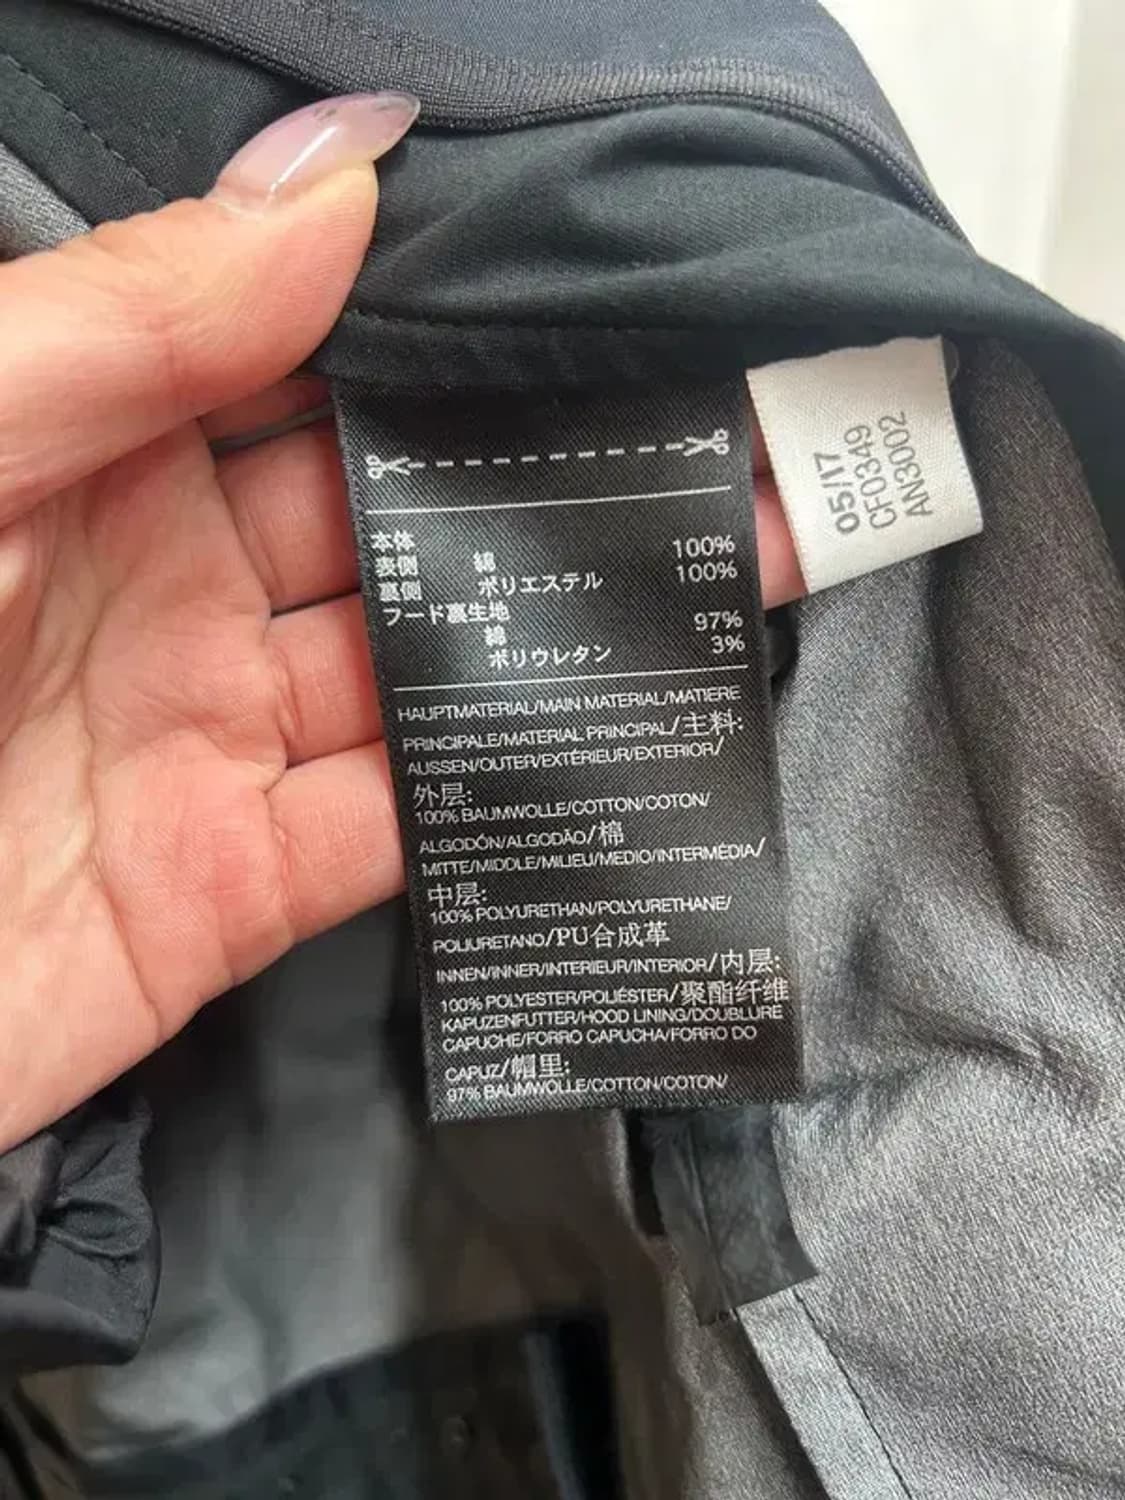 本体
表側 綿 100%
裏側 ポリエステル 100%
フード裏生地
綿 97%
ポリウレタン 3%
HAUPTMATERIAL/MAIN MATERIAL/MATIERE
PRINCIPALE/MATERIAL PRINCIPAL/主料:
AUSSEN/OUTER/EXTÉRIEUR/EXTERIOR/
外层:
100% BAUMWOLLE/COTTON/COTON/
ALGODÓN/ALGODÃO/棉
MITTE/MIDDLE/MILIEU/MEDIO/INTERMÉDIA/
中层:
100% POLYURETHAN/POLYURETHANE/
POLIURETANO/PU合成革
INNEN/INNER/INTERIEUR/INTERIOR/内层:
100% POLYESTER/POLIÉSTER/聚酯纤维
KAPUZENFUTTER/HOOD LINING/DOUBLURE
CAPUCHE/FORRO CAPUCHA/FORRO DO
CAPUZ/帽里:
97% BAUMWOLLE/COTTON/COTON/
05/17
CF0349
AN3002